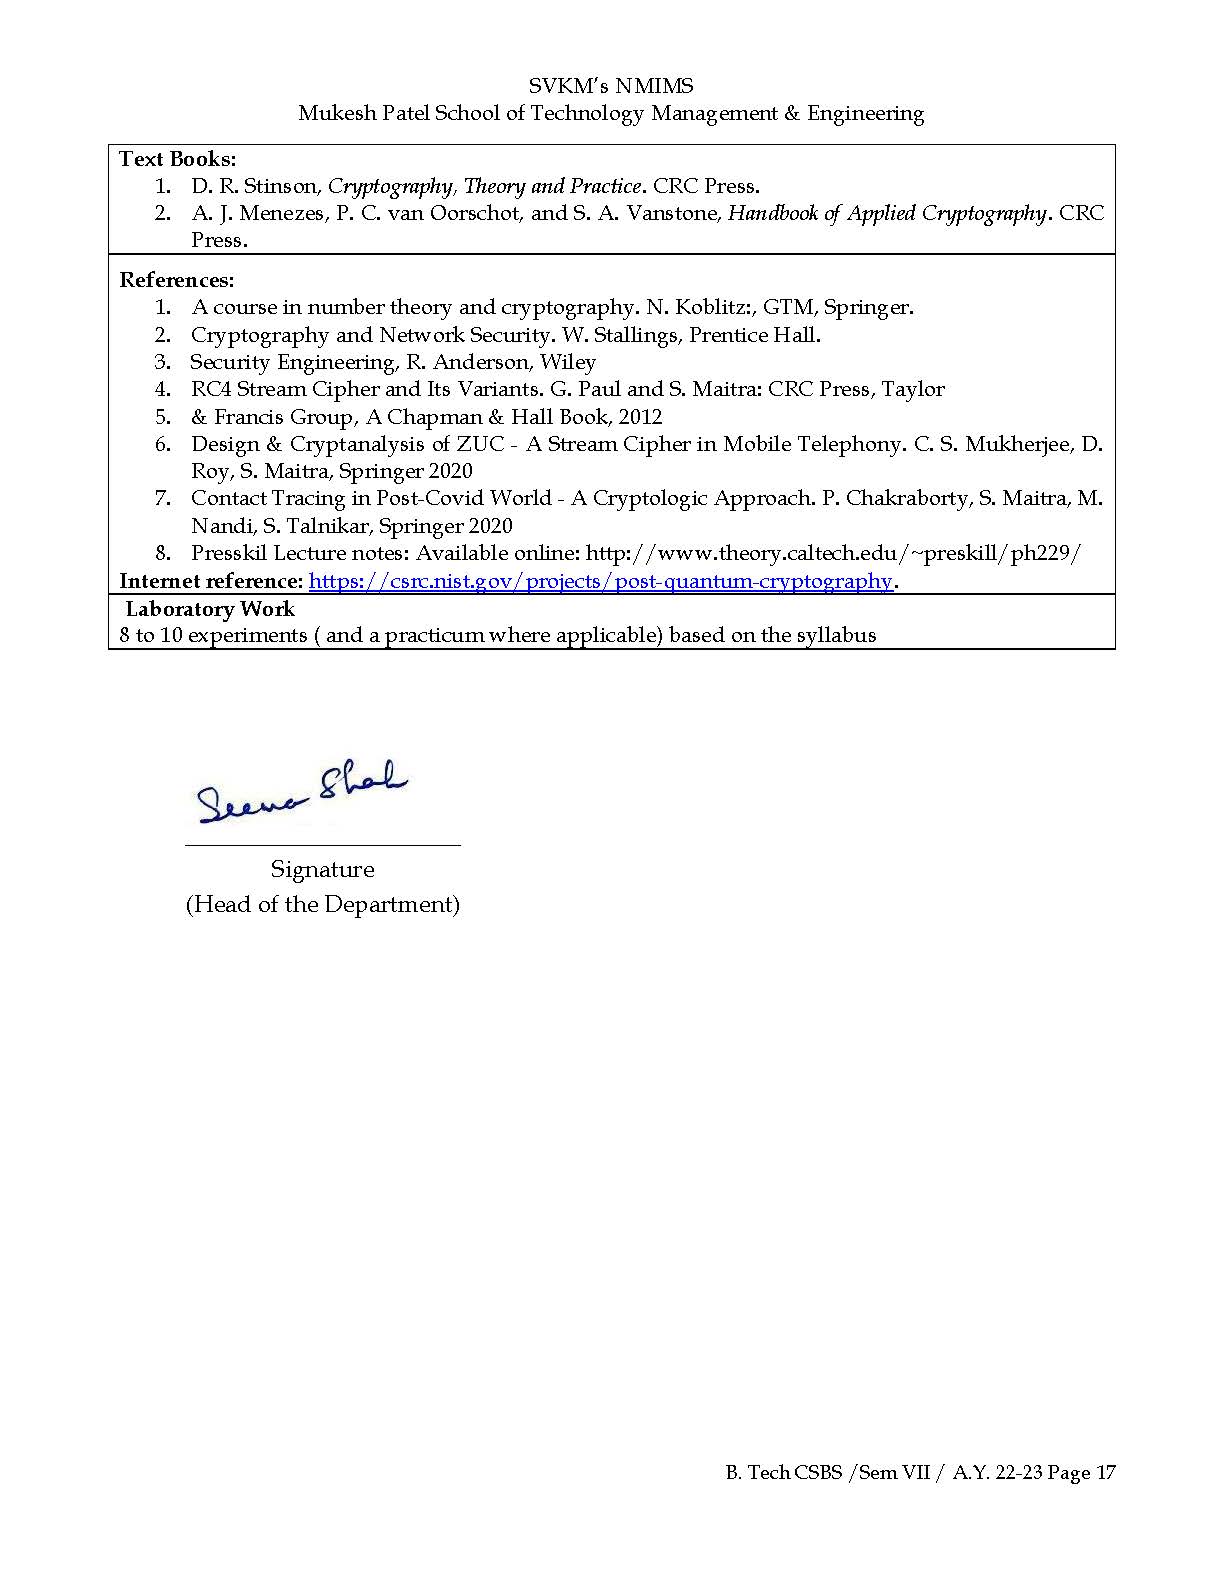 SVKM's NMIMS
Mukesh Patel School of Technology Management & Engineering
Text Books:
1. D. R. Stinson, Cryptography, Theory and Practice. CRC Press.
2. A. J. Menezes, P. C. van Oorschot, and S. A. Vanstone, Handbook of Applied Cryptography. CRC
Press.
References:
1. A course in number theory and cryptography. N. Koblitz:, GTM, Springer.
2. Cryptography and Network Security. W. Stallings, Prentice Hall.
3. Security Engineering, R. Anderson, Wiley
4. RC4 Stream Cipher and Its Variants. G. Paul and S. Maitra: CRC Press, Taylor
5. & Francis Group, A Chapman & Hall Book, 2012
6. Design & Cryptanalysis of ZUC - A Stream Cipher in Mobile Telephony. C. S. Mukherjee, D.
Roy, S. Maitra, Springer 2020
7. Contact Tracing in Post-Covid World - A Cryptologic Approach. P. Chakraborty, S. Maitra, M.
Nandi, S. Talnikar, Springer 2020
8. Presskil Lecture notes: Available online: http://www.theory.caltech.edu/~preskill/ph229/
Internet reference: https://csrc.nist.gov/projects/post-quantum-cryptography.
Laboratory Work
8 to 10 experiments ( and a practicum where applicable) based on the syllabus
Seema Shah
Signature
(Head of the Department)
B. Tech CSBS /Sem VII / A.Y. 22-23 Page 17